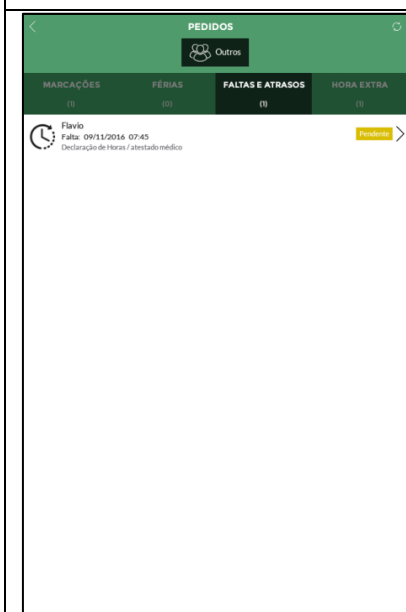 PEDIDOS
Outros
MARCAÇÕES FÉRIAS FALTAS E ATRASOS HORA EXTRA
(1) (0) (1) (1)
Flavio
Falta: 09/11/2016 07:45 Pendente
Declaração de Horas / atestado médico